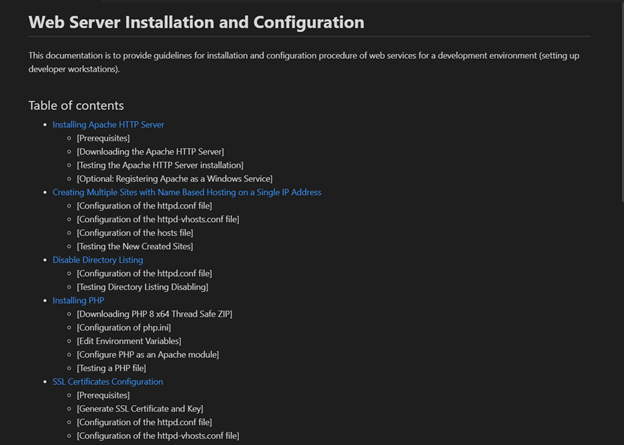 Web Server Installation and Configuration
This documentation is to provide guidelines for installation and configuration procedure of web services for a development environment (setting up
developer workstations).
Table of contents
Installing Apache HTTP Server
[Prerequisites]
[Downloading the Apache HTTP Server]
[Testing the Apache HTTP Server installation]
[Optional: Registering Apache as a Windows Service]
Creating Multiple Sites with Name Based Hosting on a Single IP Address
[Configuration of the httpd.conf file]
[Configuration of the httpd-vhosts.conf file]
[Configuration of the hosts file]
[Testing the New Created Sites]
Disable Directory Listing
[Configuration of the httpd.conf file]
[Testing Directory Listing Disabling]
Installing PHP
[Downloading PHP 8 x64 Thread Safe ZIP]
[Configuration of php.ini]
[Edit Environment Variables]
[Configure PHP as an Apache module]
[Testing a PHP file]
SSL Certificates Configuration
[Prerequisites]
[Generate SSL Certificate and Key]
[Configuration of the httpd.conf file]
[Configuration of the httpd-vhosts.conf file]